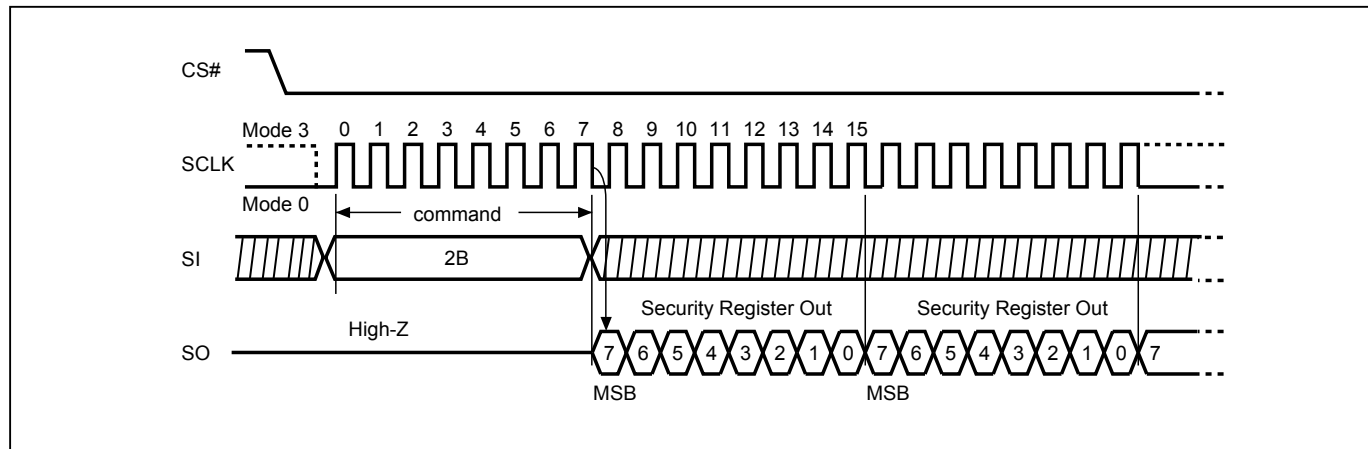 CS#
Mode 3 0 1 2 3 4 5 6 7 8 9 10 11 12 13 14 15
SCLK
Mode 0
command
SI 2B
Security Register Out Security Register Out
High-Z
SO 7 6 5 4 3 2 1 0 7 6 5 4 3 2 1 0 7
MSB MSB